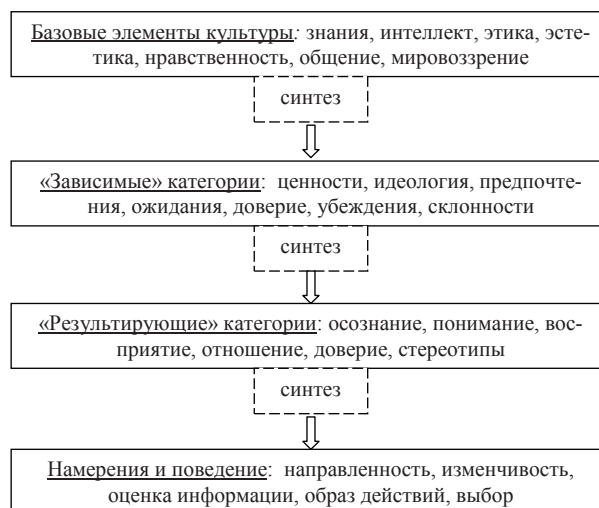 Базовые элементы культуры: знания, интеллект, этика, эсте-
тика, нравственность, общение, мировоззрение
синтез
«Зависимые» категории: ценности, идеология, предпочте-
ния, ожидания, доверие, убеждения, склонности
синтез
«Результирующие» категории: осознание, понимание, вос-
приятие, отношение, доверие, стереотипы
синтез
Намерения и поведение: направленность, изменчивость,
оценка информации, образ действий, выбор